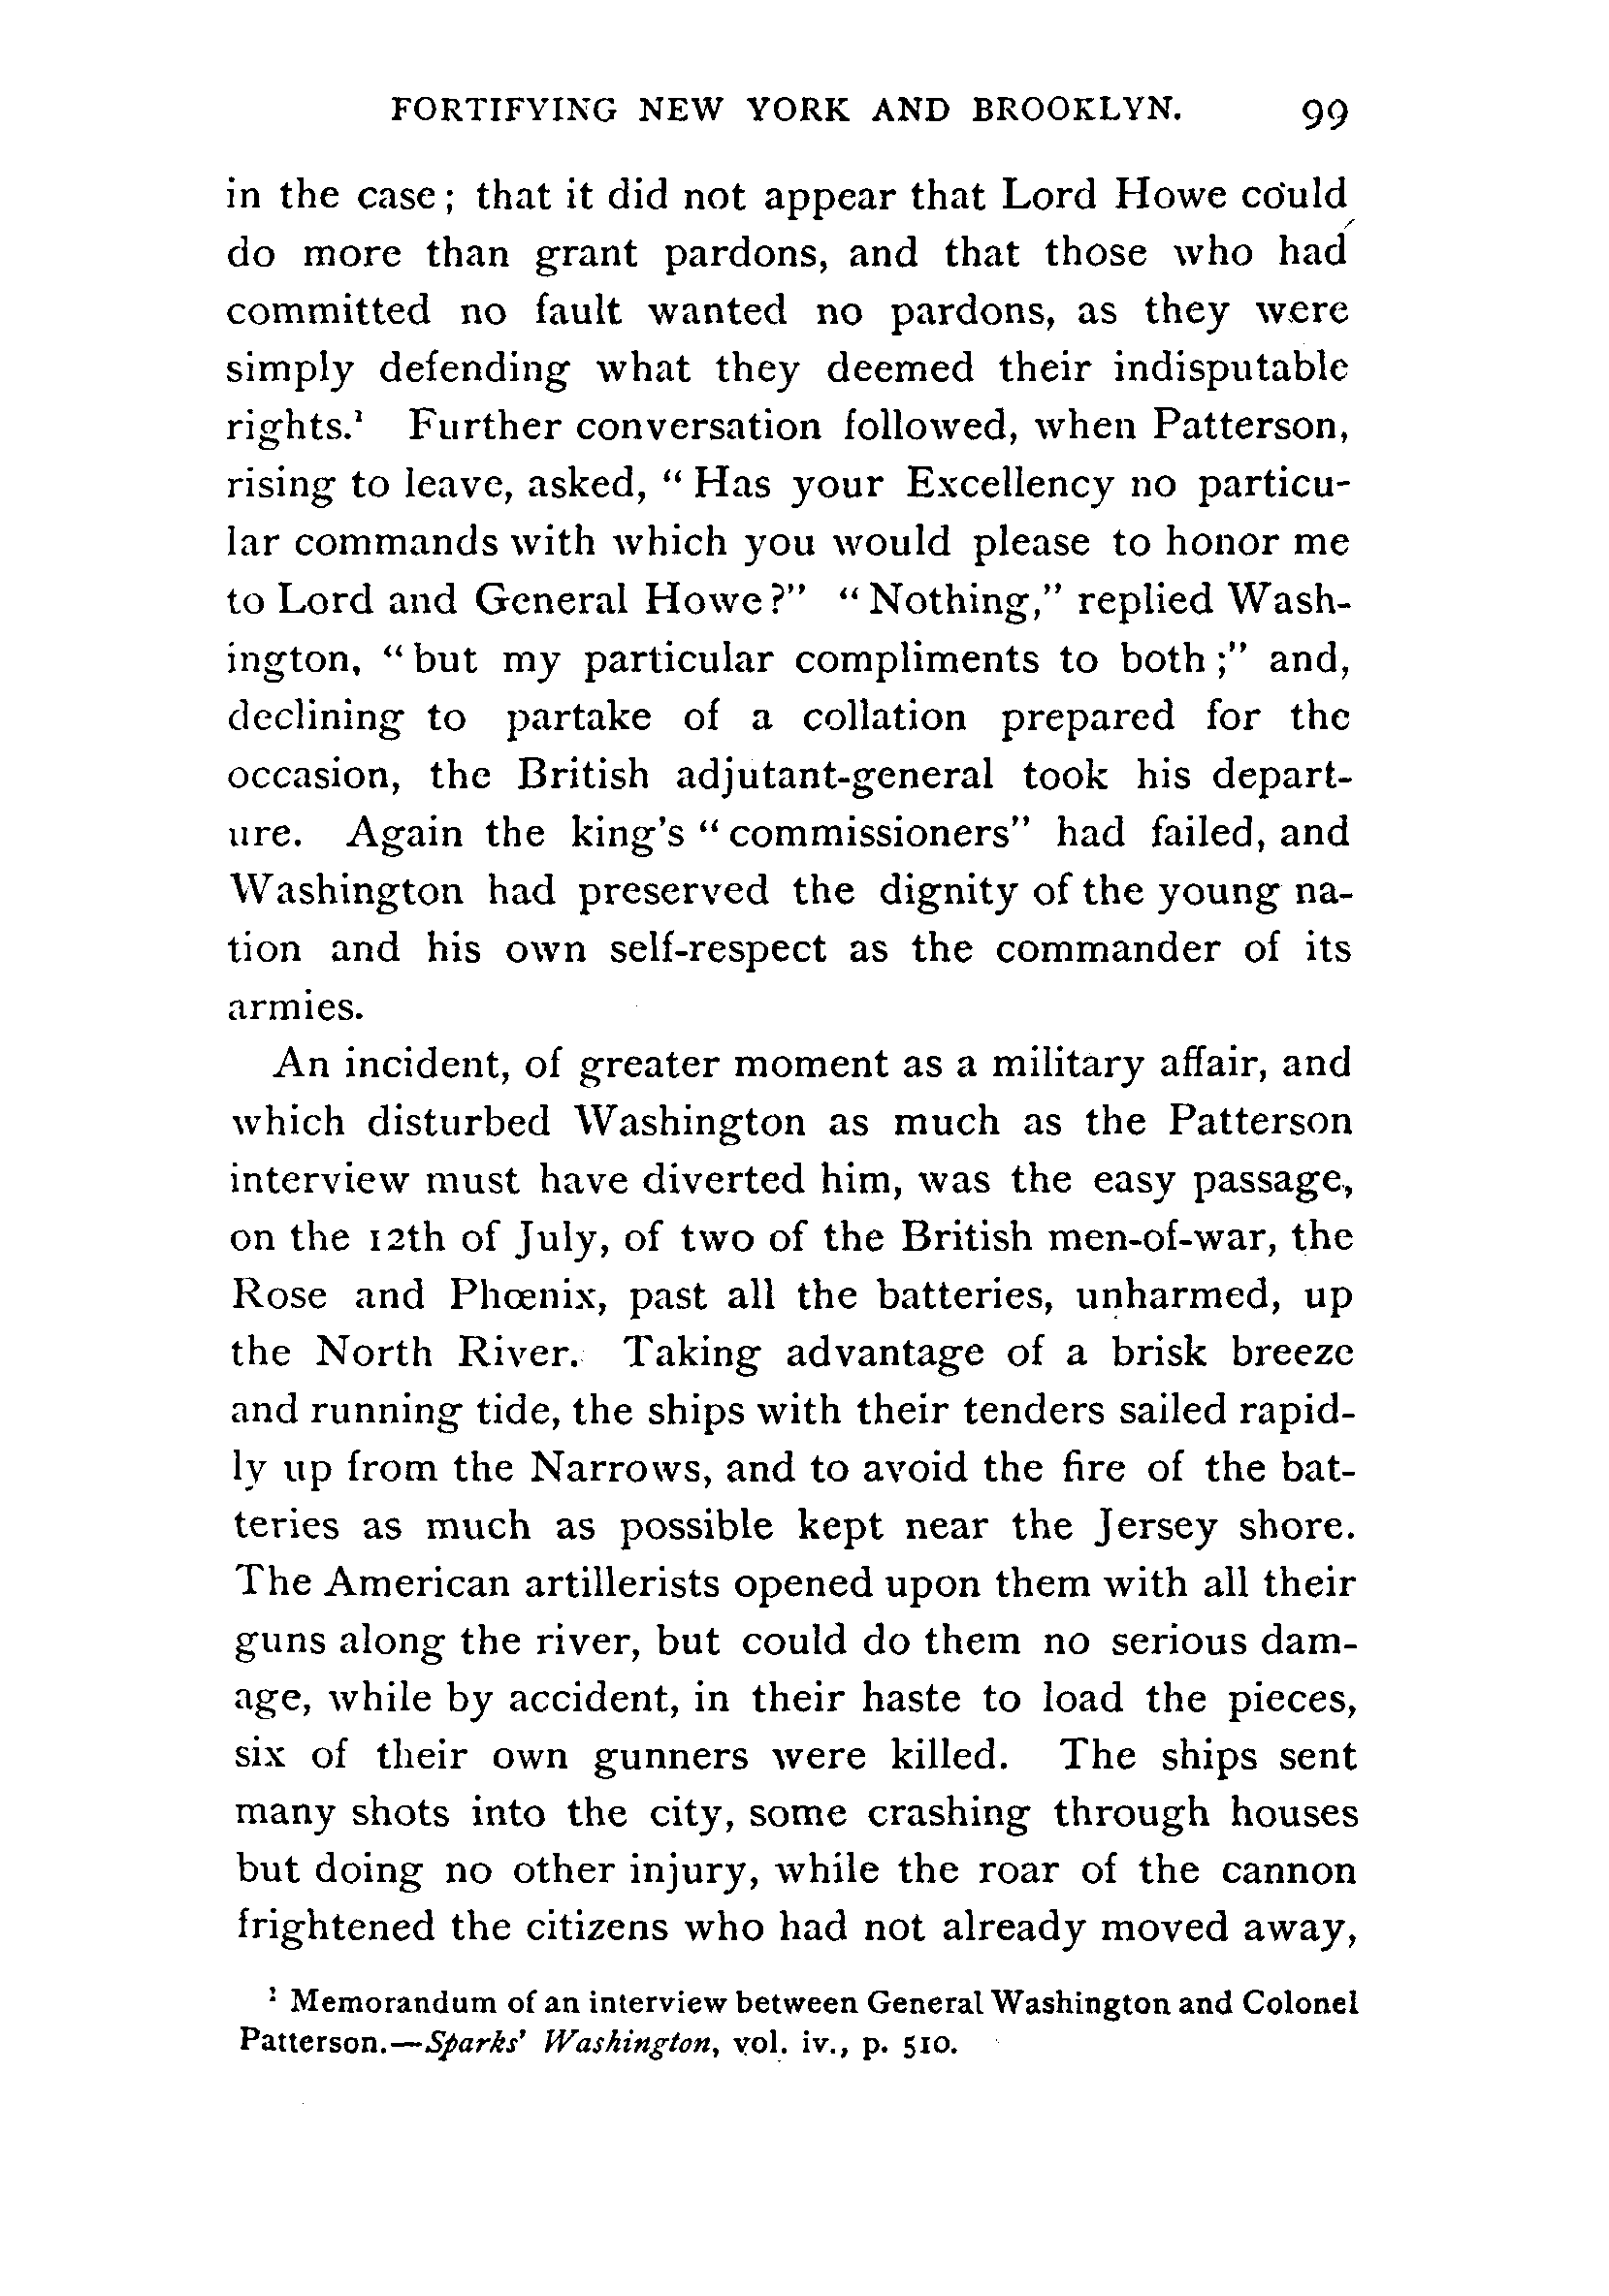 FORTIFYING NEW YORK AND BROOKLYN. 99
in the case; that it did not appear that Lord Howe could
do more than grant pardons, and that those who had
committed no fault wanted no pardons, as they were
simply defending what they deemed their indisputable
rights.¹ Further conversation followed, when Patterson,
rising to leave, asked, “Has your Excellency no particu-
lar commands with which you would please to honor me
to Lord and General Howe?” “Nothing,” replied Wash-
ington, “but my particular compliments to both;” and,
declining to partake of a collation prepared for the
occasion, the British adjutant-general took his depart-
ure. Again the king's “commissioners” had failed, and
Washington had preserved the dignity of the young na-
tion and his own self-respect as the commander of its
armies.
An incident, of greater moment as a military affair, and
which disturbed Washington as much as the Patterson
interview must have diverted him, was the easy passage,
on the 12th of July, of two of the British men-of-war, the
Rose and Phœnix, past all the batteries, unharmed, up
the North River. Taking advantage of a brisk breeze
and running tide, the ships with their tenders sailed rapid-
ly up from the Narrows, and to avoid the fire of the bat-
teries as much as possible kept near the Jersey shore.
The American artillerists opened upon them with all their
guns along the river, but could do them no serious dam-
age, while by accident, in their haste to load the pieces,
six of their own gunners were killed. The ships sent
many shots into the city, some crashing through houses
but doing no other injury, while the roar of the cannon
frightened the citizens who had not already moved away,
¹ Memorandum of an interview between General Washington and Colonel
Patterson.—Sparks' Washington, vol. iv., p. 510.